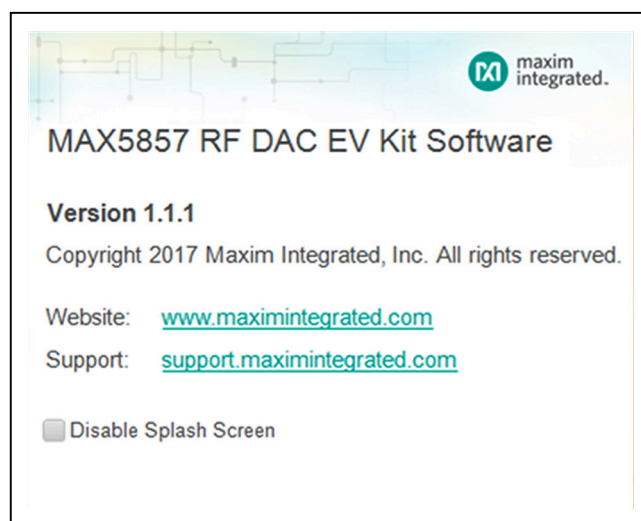 maxim
integrated™
MAX5857 RF DAC EV Kit Software
Version 1.1.1
Copyright 2017 Maxim Integrated, Inc. All rights reserved.
Website: www.maximintegrated.com
Support: support.maximintegrated.com
Disable Splash Screen